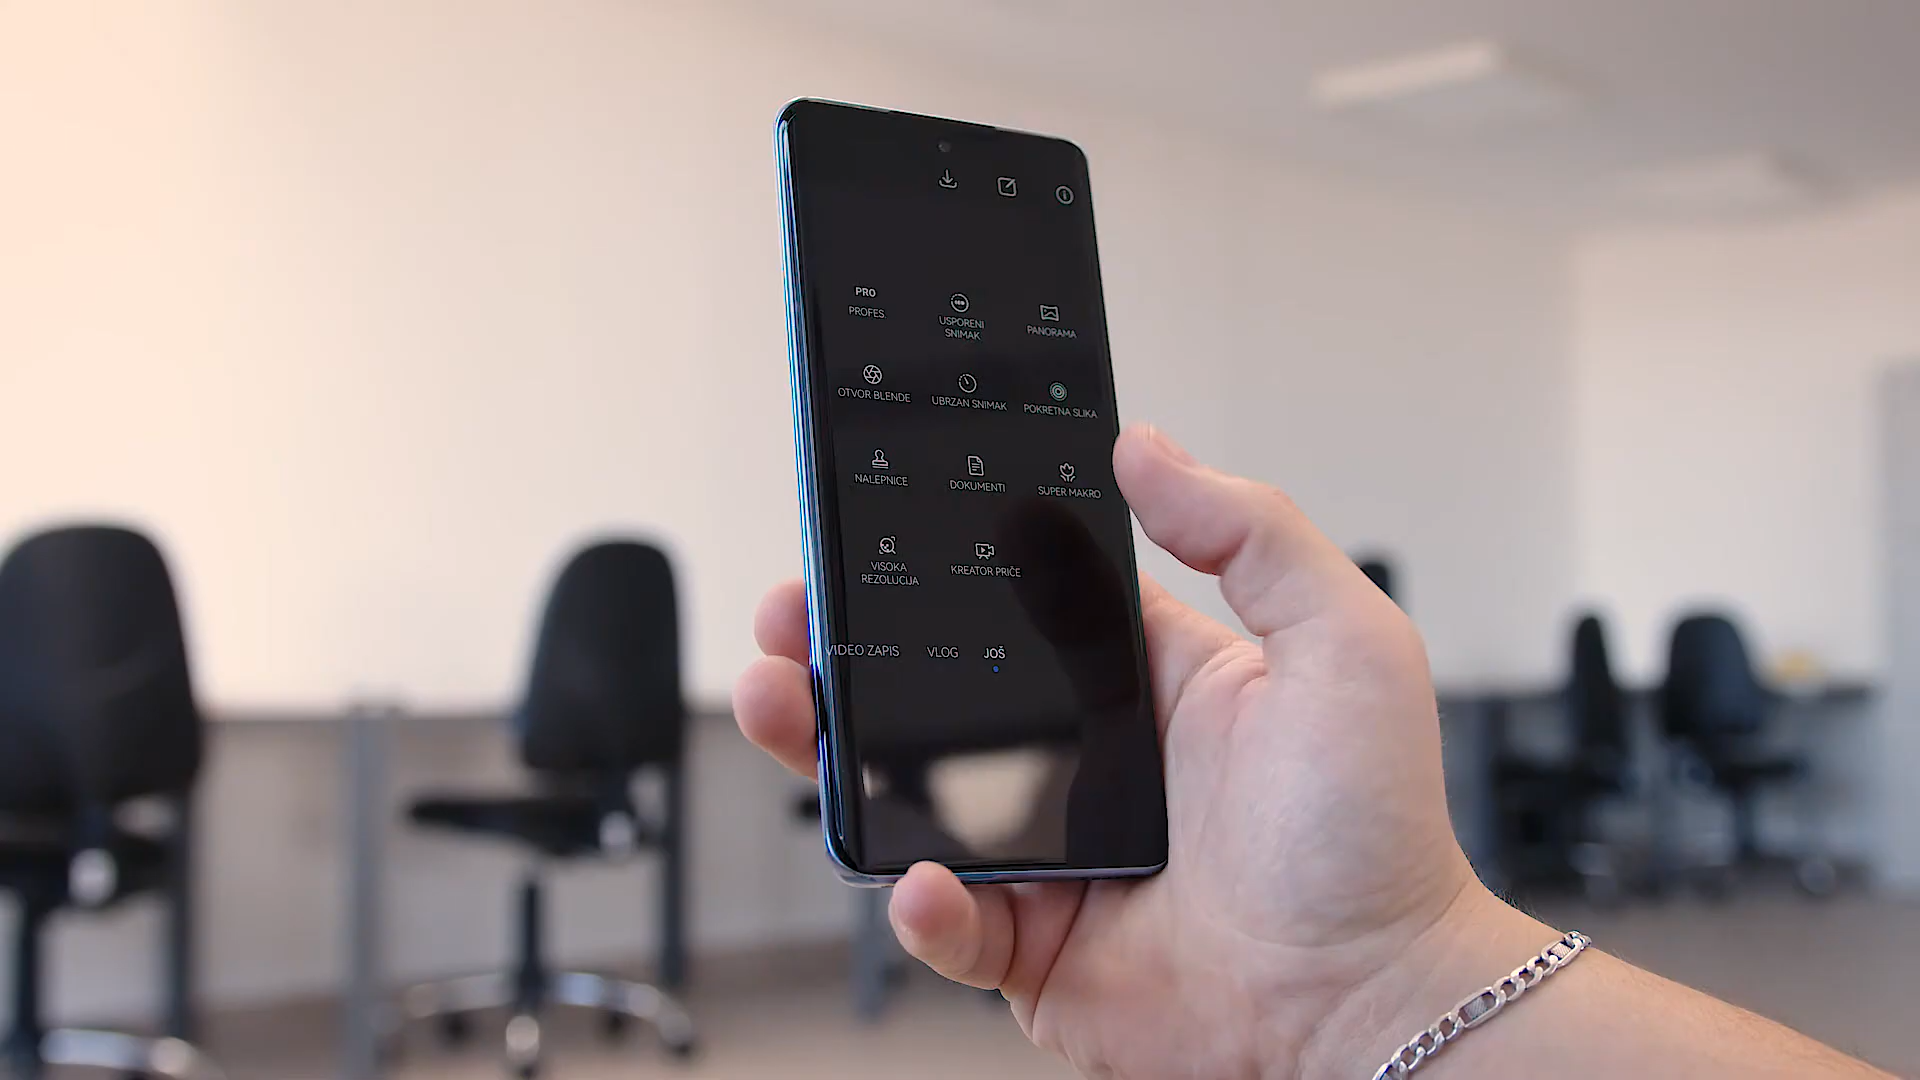 PRO
PROFES.
USPORENI
SNIMAK
PANORAMA
OTVOR BLENDE
UBRZAN SNIMAK
POKRETNA SLIKA
NALEPNICE
DOKUMENTI
SUPER MAKRO
VISOKA
REZOLUCIJA
KREATOR PRIČE
VIDEO ZAPIS
VLOG
JOŠ